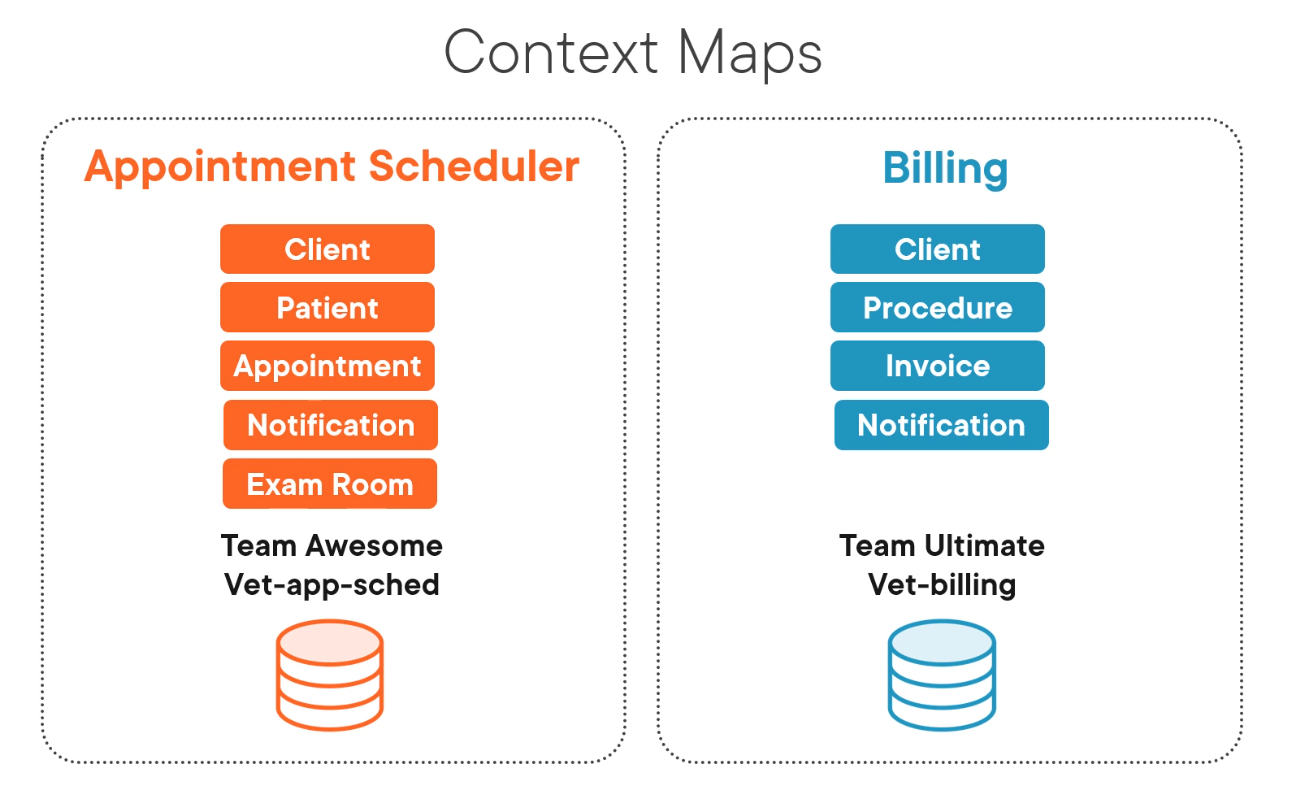 Context Maps
Appointment Scheduler
Client
Patient
Appointment
Notification
Exam Room
Team Awesome
Vet-app-sched
Billing
Client
Procedure
Invoice
Notification
Team Ultimate
Vet-billing